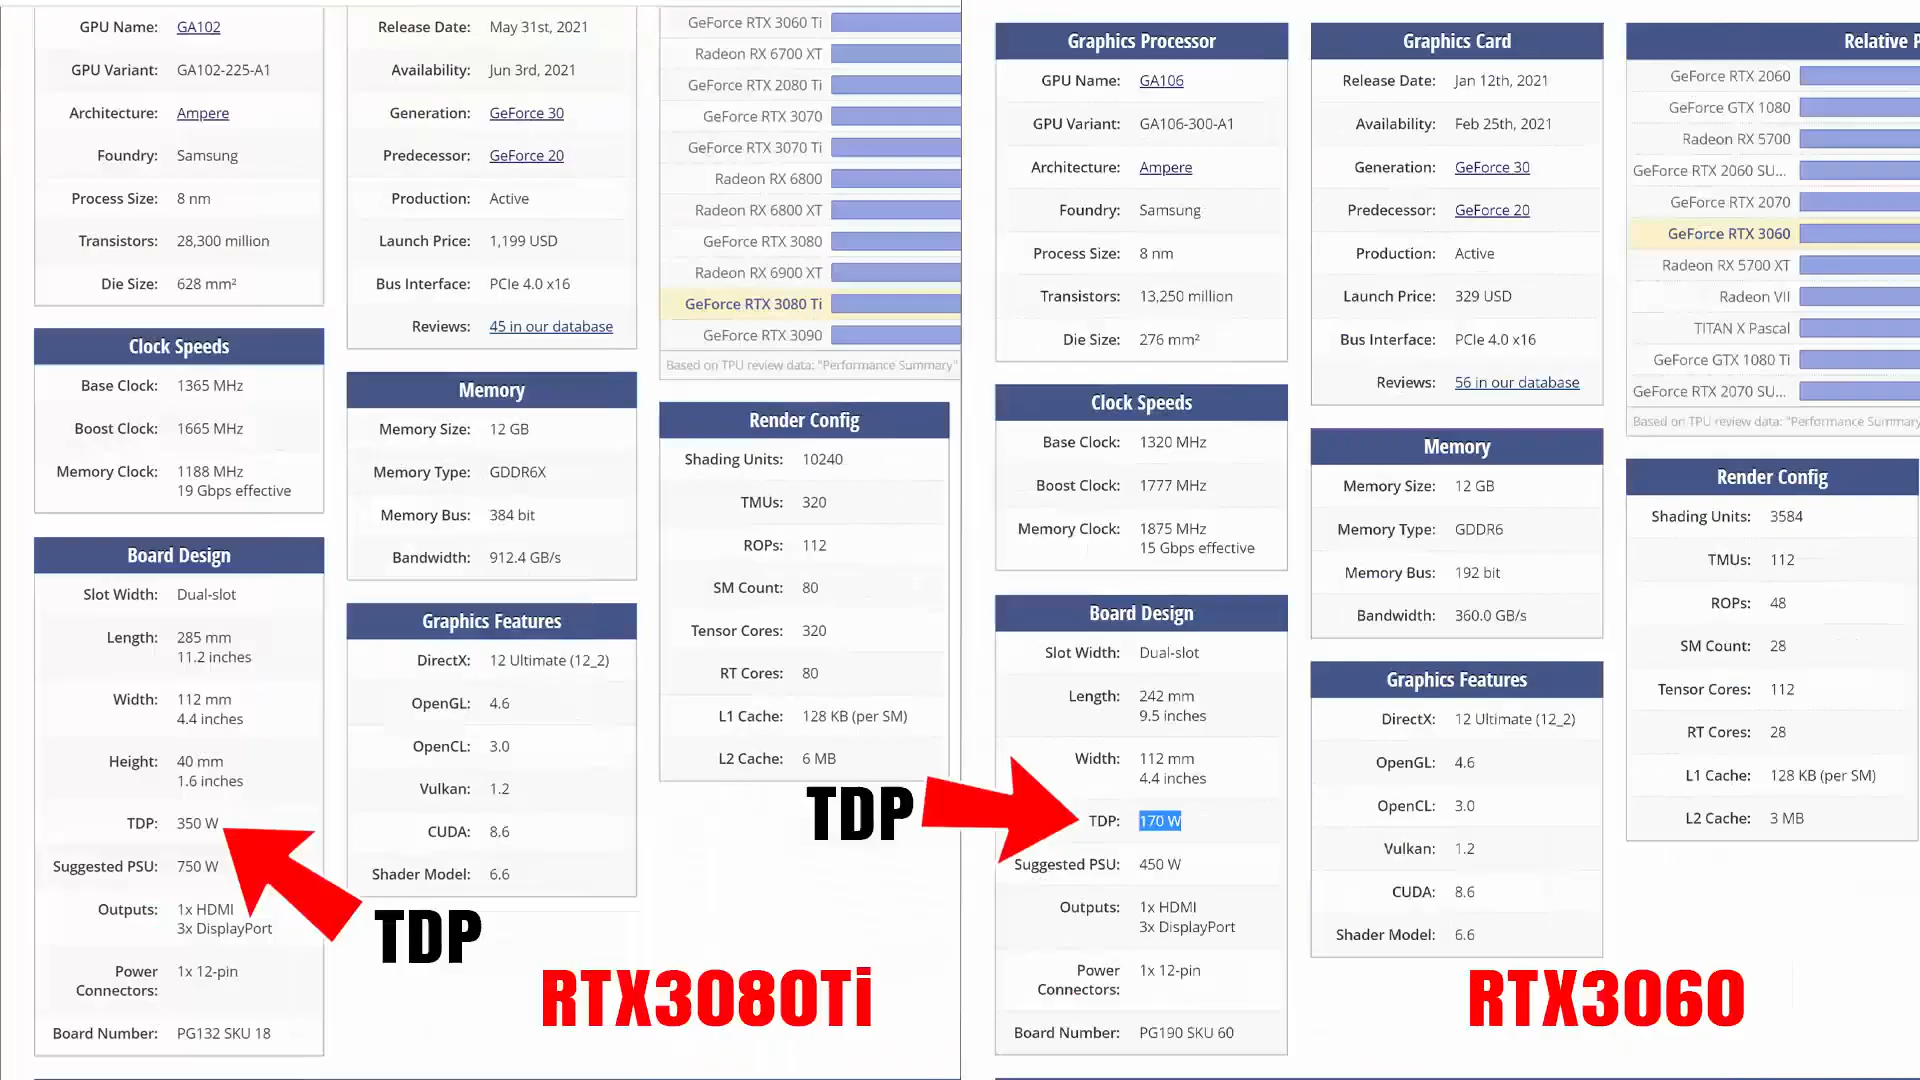 GPU Name: GA102
GPU Variant: GA102-225-A1
Architecture: Ampere
Foundry: Samsung
Process Size: 8 nm
Transistors: 28,300 million
Die Size: 628 mm²
Clock Speeds
Base Clock: 1365 MHz
Boost Clock: 1665 MHz
Memory Clock: 1188 MHz
19 Gbps effective
Board Design
Slot Width: Dual-slot
Length: 285 mm
11.2 inches
Width: 112 mm
4.4 inches
Height: 40 mm
1.6 inches
TDP: 350 W
Suggested PSU: 750 W
Outputs: 1x HDMI
3x DisplayPort
Power Connectors: 1x 12-pin
Board Number: PG132 SKU 18
Release Date: May 31st, 2021
Availability: Jun 3rd, 2021
Generation: GeForce 30
Predecessor: GeForce 20
Production: Active
Launch Price: 1,199 USD
Bus Interface: PCIe 4.0 x16
Reviews: 45 in our database
Memory
Memory Size: 12 GB
Memory Type: GDDR6X
Memory Bus: 384 bit
Bandwidth: 912.4 GB/s
Graphics Features
DirectX: 12 Ultimate (12_2)
OpenGL: 4.6
OpenCL: 3.0
Vulkan: 1.2
CUDA: 8.6
Shader Model: 6.6
TDP
RTX3080Ti
GeForce RTX 3060 Ti
Radeon RX 6700 XT
GeForce RTX 2080 Ti
GeForce RTX 3070
GeForce RTX 3070 Ti
Radeon RX 6800
Radeon RX 6800 XT
GeForce RTX 3080
Radeon RX 6900 XT
GeForce RTX 3080 Ti
GeForce RTX 3090
Based on TPU review data: "Performance Summary"
Render Config
Shading Units: 10240
TMUs: 320
ROPs: 112
SM Count: 80
Tensor Cores: 320
RT Cores: 80
L1 Cache: 128 KB (per SM)
L2 Cache: 6 MB
TDP
Graphics Processor
GPU Name: GA106
GPU Variant: GA106-300-A1
Architecture: Ampere
Foundry: Samsung
Process Size: 8 nm
Transistors: 13,250 million
Die Size: 276 mm²
Clock Speeds
Base Clock: 1320 MHz
Boost Clock: 1777 MHz
Memory Clock: 1875 MHz
15 Gbps effective
Board Design
Slot Width: Dual-slot
Length: 242 mm
9.5 inches
Width: 112 mm
4.4 inches
TDP: 170 W
Suggested PSU: 450 W
Outputs: 1x HDMI
3x DisplayPort
Power Connectors: 1x 12-pin
Board Number: PG190 SKU 60
Graphics Card
Release Date: Jan 12th, 2021
Availability: Feb 25th, 2021
Generation: GeForce 30
Predecessor: GeForce 20
Production: Active
Launch Price: 329 USD
Bus Interface: PCIe 4.0 x16
Reviews: 56 in our database
Memory
Memory Size: 12 GB
Memory Type: GDDR6
Memory Bus: 192 bit
Bandwidth: 360.0 GB/s
Graphics Features
DirectX: 12 Ultimate (12_2)
OpenGL: 4.6
OpenCL: 3.0
Vulkan: 1.2
CUDA: 8.6
Shader Model: 6.6
RTX3060
Relative P
GeForce RTX 2060
GeForce GTX 1080
Radeon RX 5700
GeForce RTX 2060 SU...
GeForce RTX 2070
GeForce RTX 3060
Radeon RX 5700 XT
Radeon VII
TITAN X Pascal
GeForce GTX 1080 Ti
GeForce RTX 2070 SU...
Based on TPU review data: "Performance Summary
Render Config
Shading Units: 3584
TMUs: 112
ROPs: 48
SM Count: 28
Tensor Cores: 112
RT Cores: 28
L1 Cache: 128 KB (per SM)
L2 Cache: 3 MB